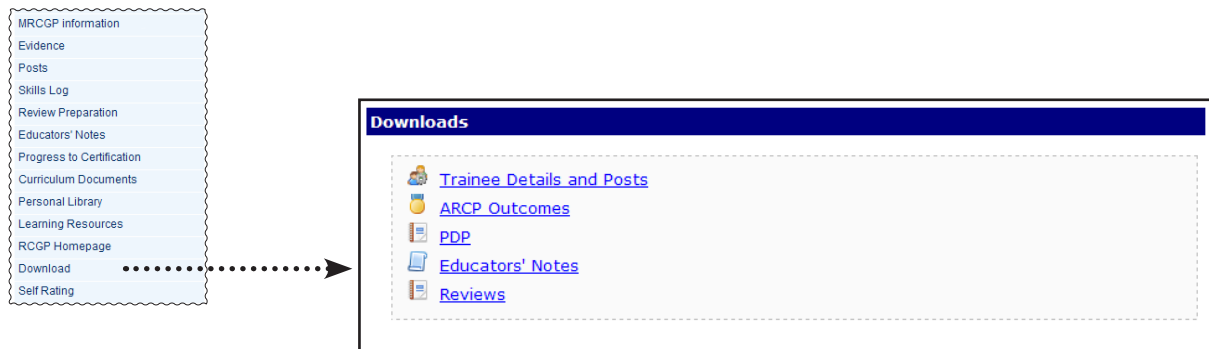 MRCGP information
Evidence
Posts
Skills Log
Review Preparation
Educators' Notes
Progress to Certification
Curriculum Documents
Personal Library
Learning Resources
RCGP Homepage
Download
Self Rating
Downloads
Trainee Details and Posts
ARCP Outcomes
PDP
Educators' Notes
Reviews